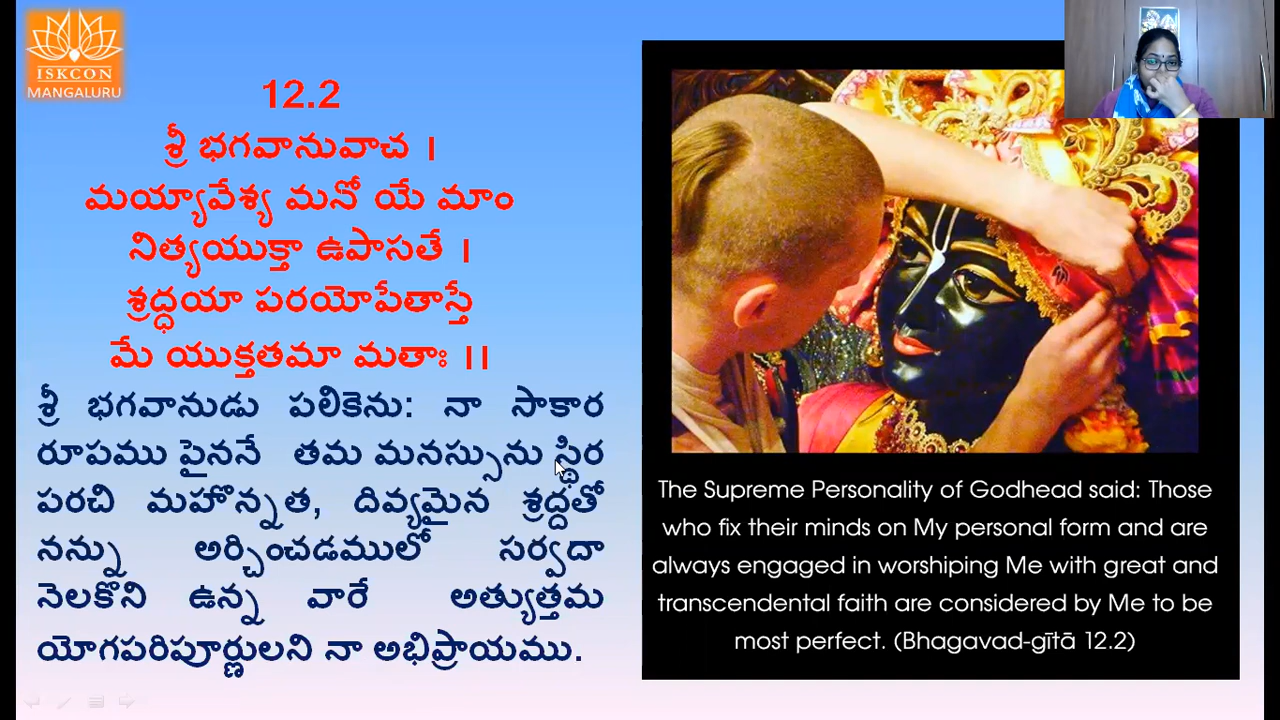 ISKCON
MANGALURU
12.2
శ్రీ భగవానువాచ ।
మయ్యావేశ్య మనో యే మాం
నిత్యయుక్తా ఉపాసతే ।
శ్రద్ధయా పరయోపేతాస్తే
మే యుక్తతమా మతాః ।।
శ్రీ భగవానుడు పలికెను: నా సాకార
రూపము పైననే తమ మనస్సును స్థిర
పరచి మహోన్నత, దివ్యమైన శ్రద్దతో
నన్ను అర్చించడములో సర్వదా
నెలకొని ఉన్న వారే అత్యుత్తమ
యోగపరిపూర్ణులని నా అభిప్రాయము.
The Supreme Personality of Godhead said: Those
who fix their minds on My personal form and are
always engaged in worshiping Me with great and
transcendental faith are considered by Me to be
most perfect. (Bhagavad-gītā 12.2)